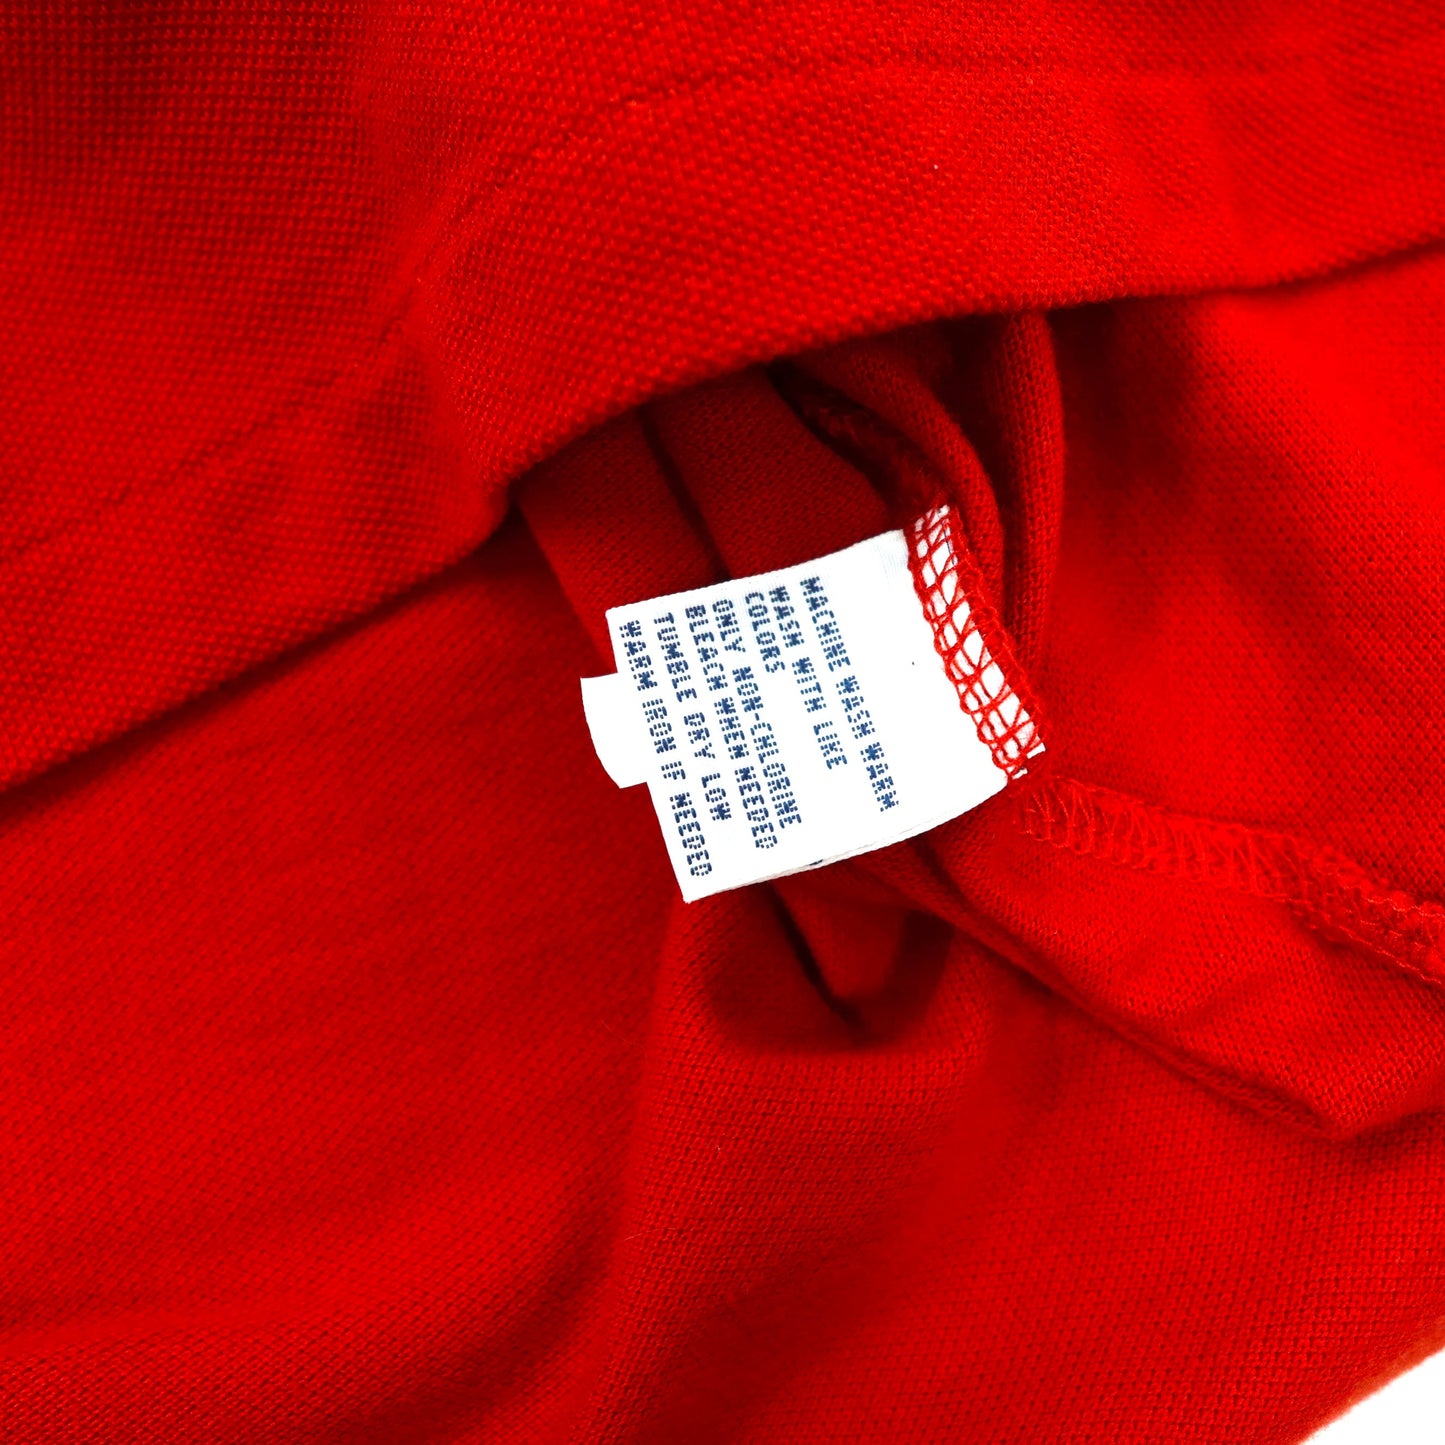 MACHINE WASH WARM
WASH WITH LIKE
COLORS
ONLY NON-CHLORINE
BLEACH WHEN NEEDED
TUMBLE DRY LOW
WARM IRON IF NEEDED